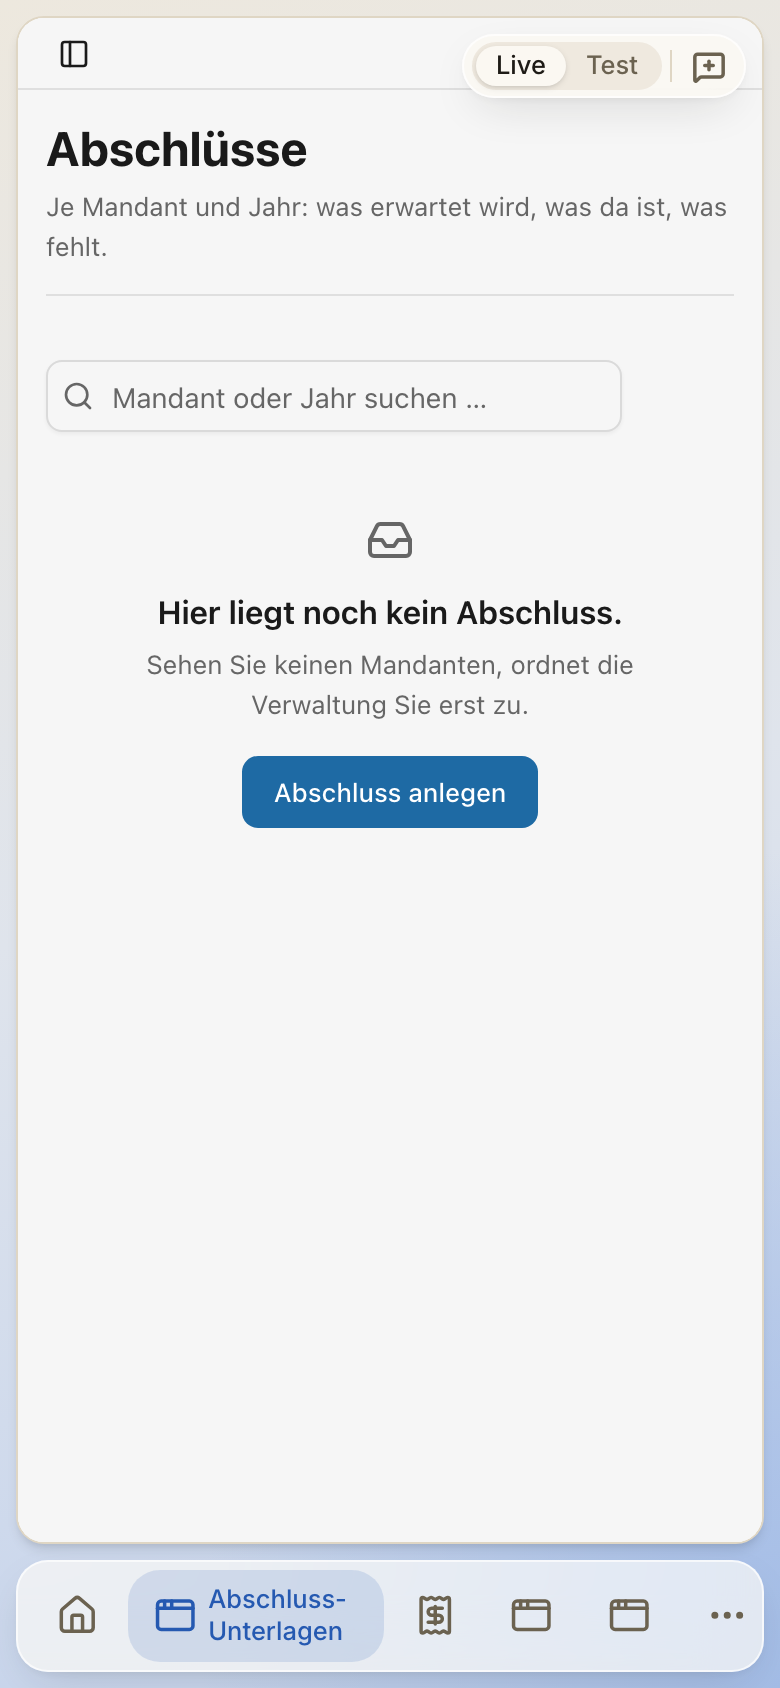 Live Test
Abschlüsse
Je Mandant und Jahr: was erwartet wird, was da ist, was
fehlt.
Mandant oder Jahr suchen ...
Hier liegt noch kein Abschluss.
Sehen Sie keinen Mandanten, ordnet die
Verwaltung Sie erst zu.
Abschluss anlegen
Abschluss-
Unterlagen